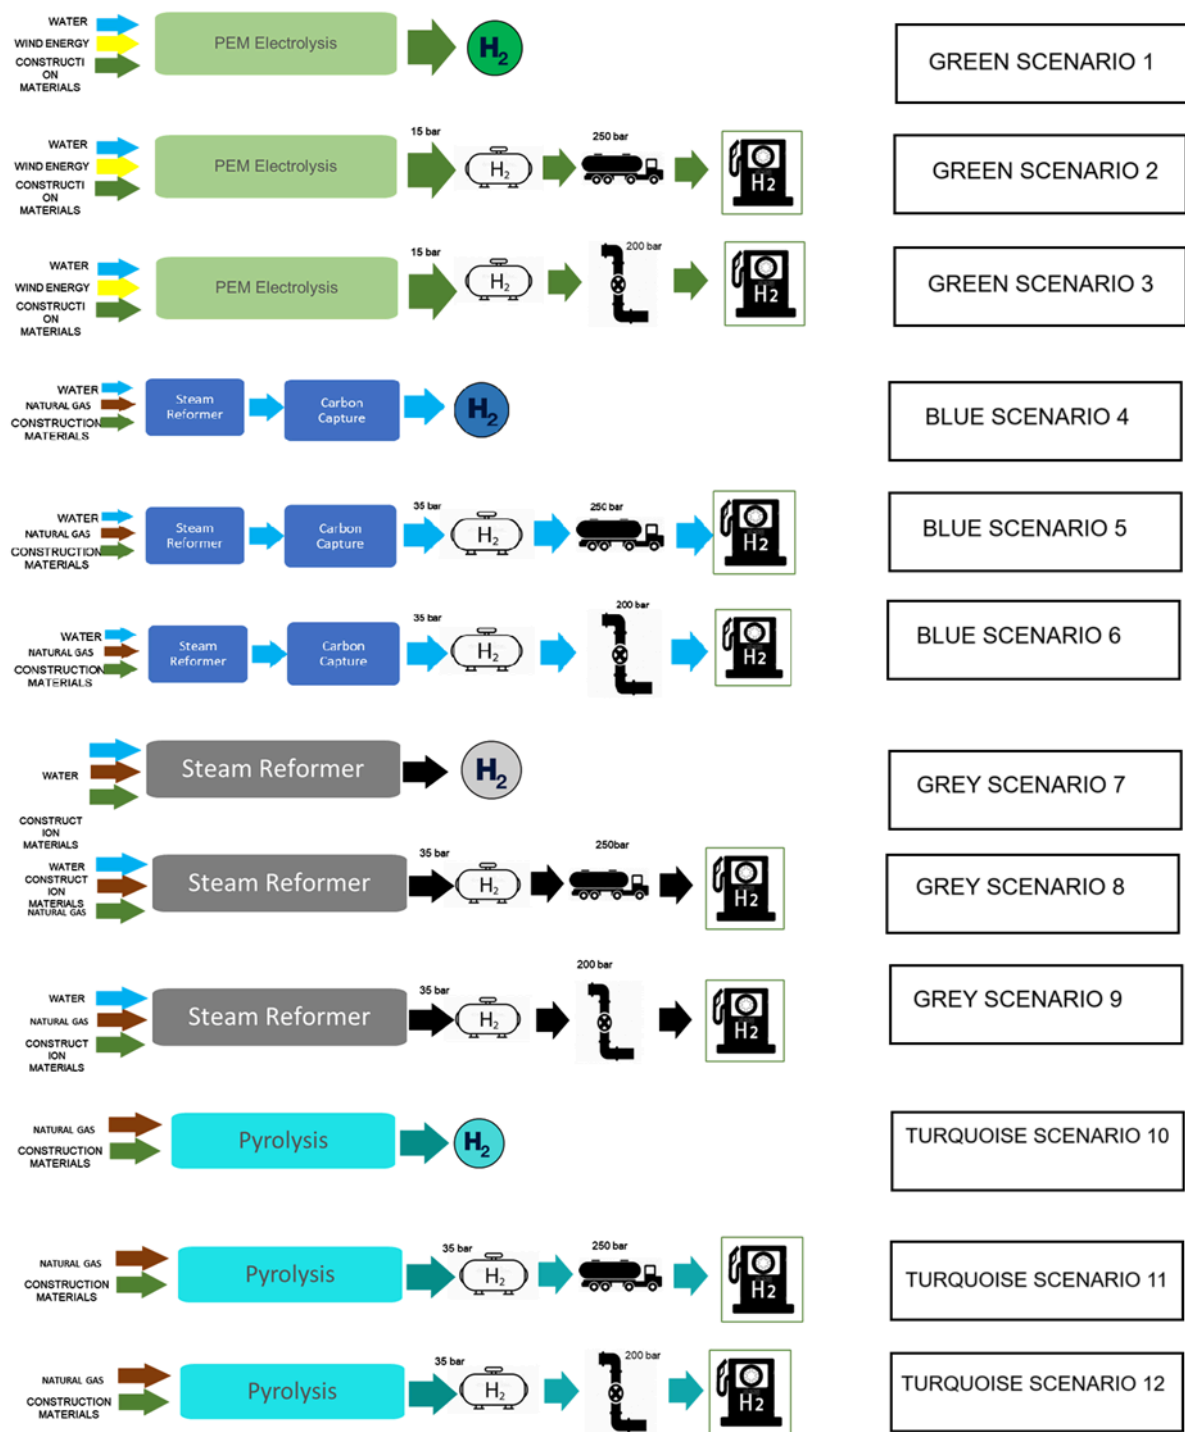 WATER
WIND ENERGY
CONSTRUCTI
ON
MATERIALS
PEM Electrolysis
H2
GREEN SCENARIO 1
WATER
WIND ENERGY
CONSTRUCTI
ON
MATERIALS
PEM Electrolysis
15 bar
H2
250 bar
H2
GREEN SCENARIO 2
WATER
WIND ENERGY
CONSTRUCTI
ON
MATERIALS
PEM Electrolysis
15 bar
H2
200 bar
H2
GREEN SCENARIO 3
WATER
NATURAL GAS
CONSTRUCTION
MATERIALS
Steam
Reformer
Carbon
Capture
H2
BLUE SCENARIO 4
WATER
NATURAL GAS
CONSTRUCTION
MATERIALS
Steam
Reformer
Carbon
Capture
35 bar
H2
250 bar
H2
BLUE SCENARIO 5
WATER
NATURAL GAS
CONSTRUCTION
MATERIALS
Steam
Reformer
Carbon
Capture
35 bar
H2
200 bar
H2
BLUE SCENARIO 6
WATER
CONSTRUCT
ION
MATERIALS
Steam Reformer
H2
GREY SCENARIO 7
WATER
CONSTRUCT
ION
MATERIALS
NATURAL GAS
Steam Reformer
35 bar
H2
250bar
H2
GREY SCENARIO 8
WATER
NATURAL GAS
CONSTRUCT
ION
MATERIALS
Steam Reformer
35 bar
H2
200 bar
H2
GREY SCENARIO 9
NATURAL GAS
CONSTRUCTION
MATERIALS
Pyrolysis
H2
TURQUOISE SCENARIO 10
NATURAL GAS
CONSTRUCTION
MATERIALS
Pyrolysis
35 bar
H2
250 bar
H2
TURQUOISE SCENARIO 11
NATURAL GAS
CONSTRUCTION
MATERIALS
Pyrolysis
35 bar
H2
200 bar
H2
TURQUOISE SCENARIO 12